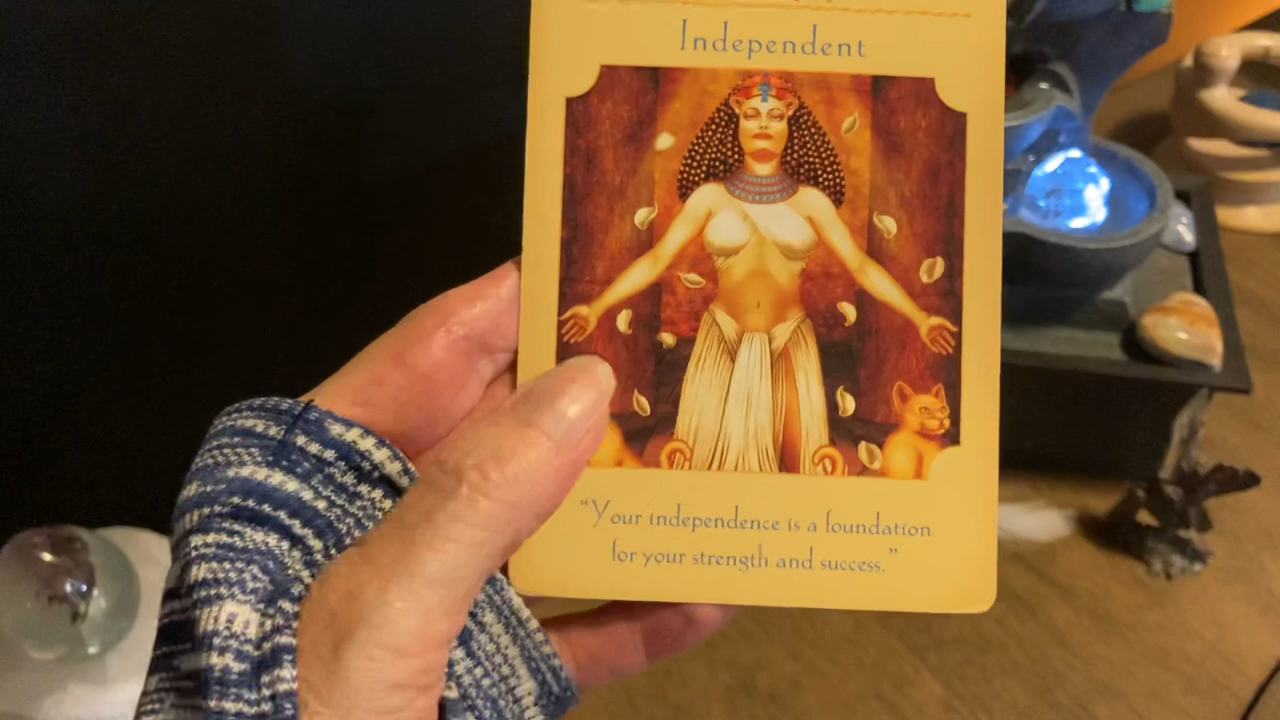 Independent
“Your independence is a foundation
for your strength and success.”